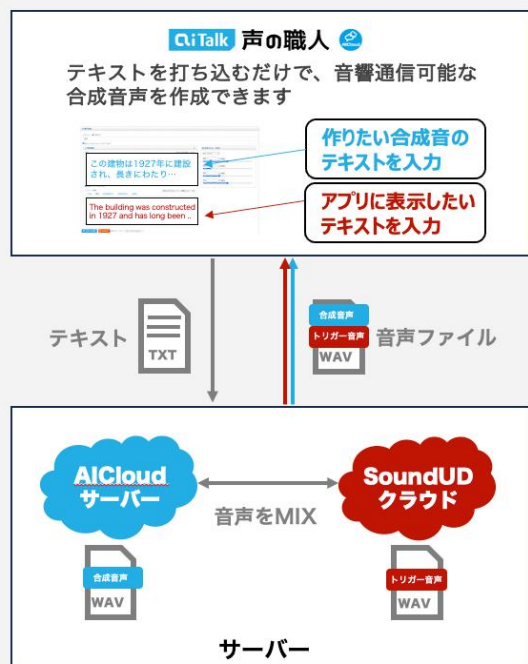 AiTalk 声の職人 AICloud
テキストを打ち込むだけで、音響通信可能な
合成音声を作成できます
この建物は1927年に建設
され、長きにわたり…
The building was constructed
in 1927 and has long been ..
作りたい合成音の
テキストを入力
アプリに表示したい
テキストを入力
テキスト
TXT
合成音声
トリガー音声
WAV
音声ファイル
AICloud
サーバー
音声をMIX
SoundUD
クラウド
合成音声
WAV
トリガー音声
WAV
サーバー